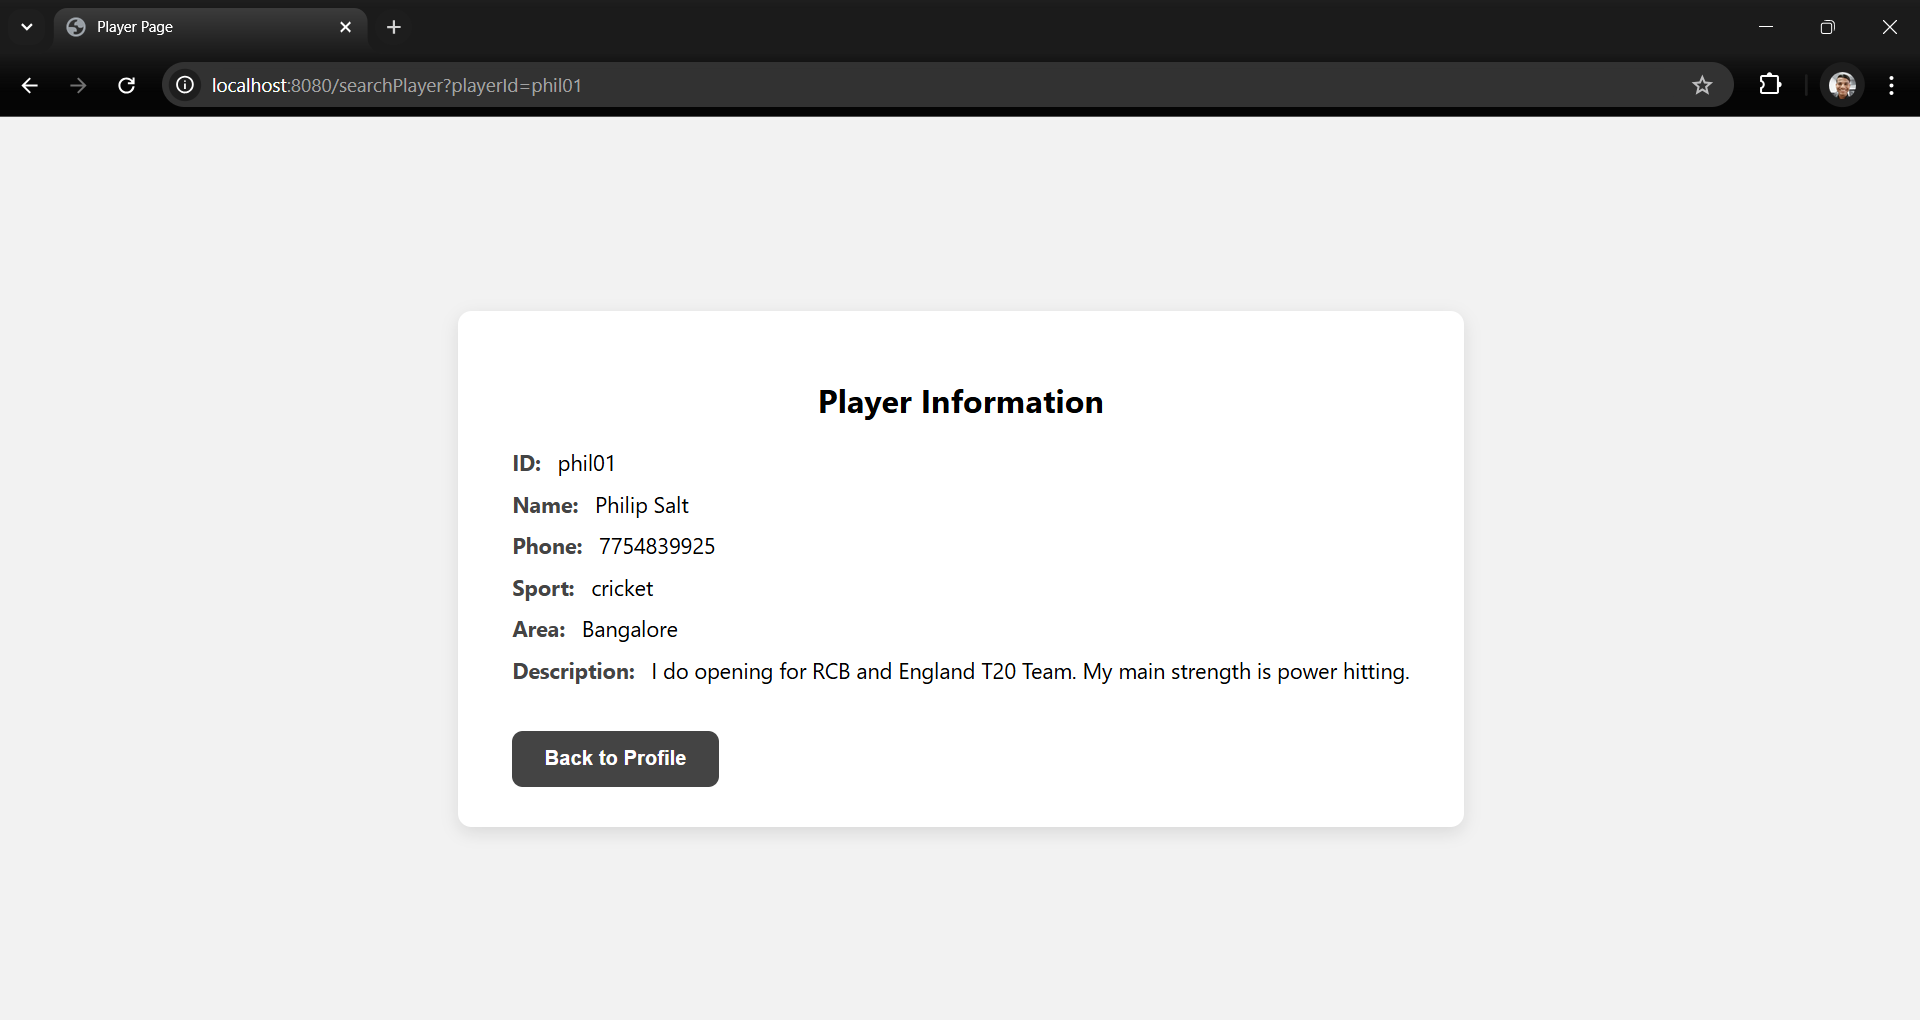 Player Page
localhost:8080/searchPlayer?playerId=phil01
Player Information
ID: phil01
Name: Philip Salt
Phone: 7754839925
Sport: cricket
Area: Bangalore
Description: I do opening for RCB and England T20 Team. My main strength is power hitting.
Back to Profile